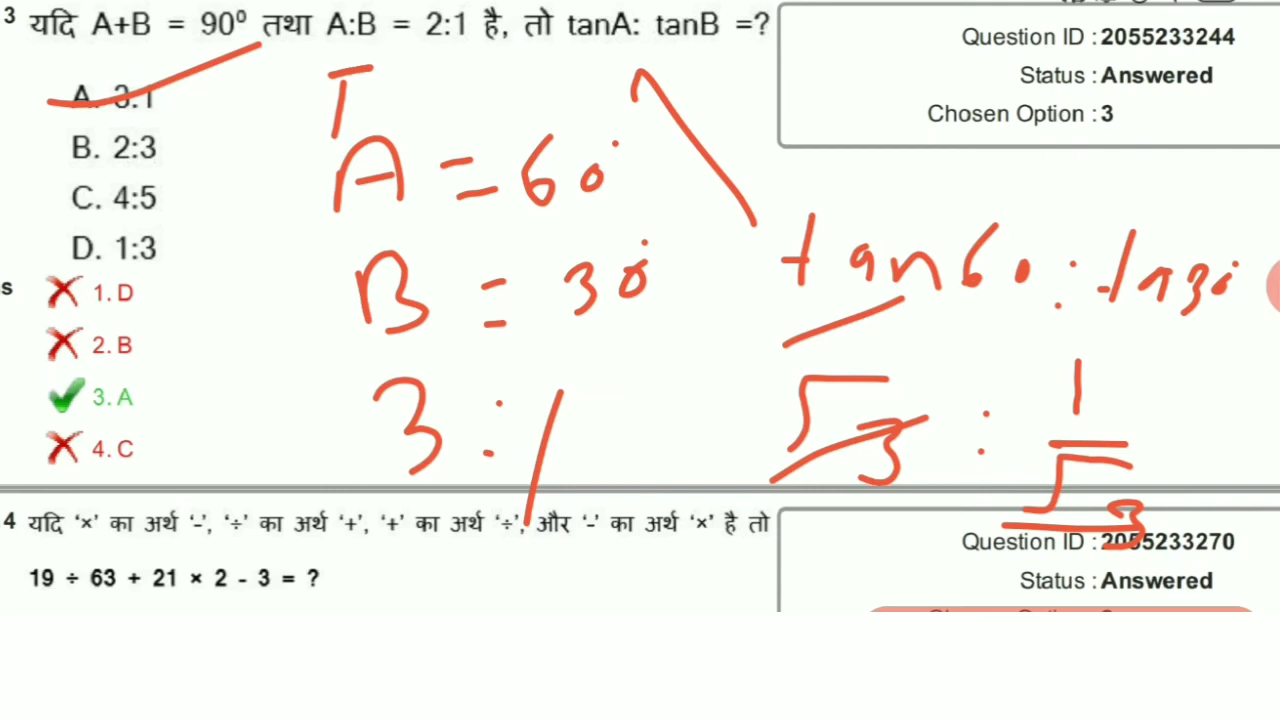 3 यदि A+B = 90⁰ तथा A:B = 2:1 है, तो tanA: tanB =?
A. 3:1
B. 2:3
C. 4:5
D. 1:3
s
1. D
2. B
3. A
4. C
Question ID : 2055233244
Status : Answered
Chosen Option : 3
A = 60°
B = 30°
3 : 1
tan60 : tan30°
√3 : 1/√3
4 यदि ‘×’ का अर्थ ‘-’, ‘÷’ का अर्थ ‘+’, ‘+’ का अर्थ ‘÷’, और ‘-’ का अर्थ ‘×’ है तो
19 ÷ 63 + 21 × 2 - 3 = ?
Question ID : 2055233270
Status : Answered